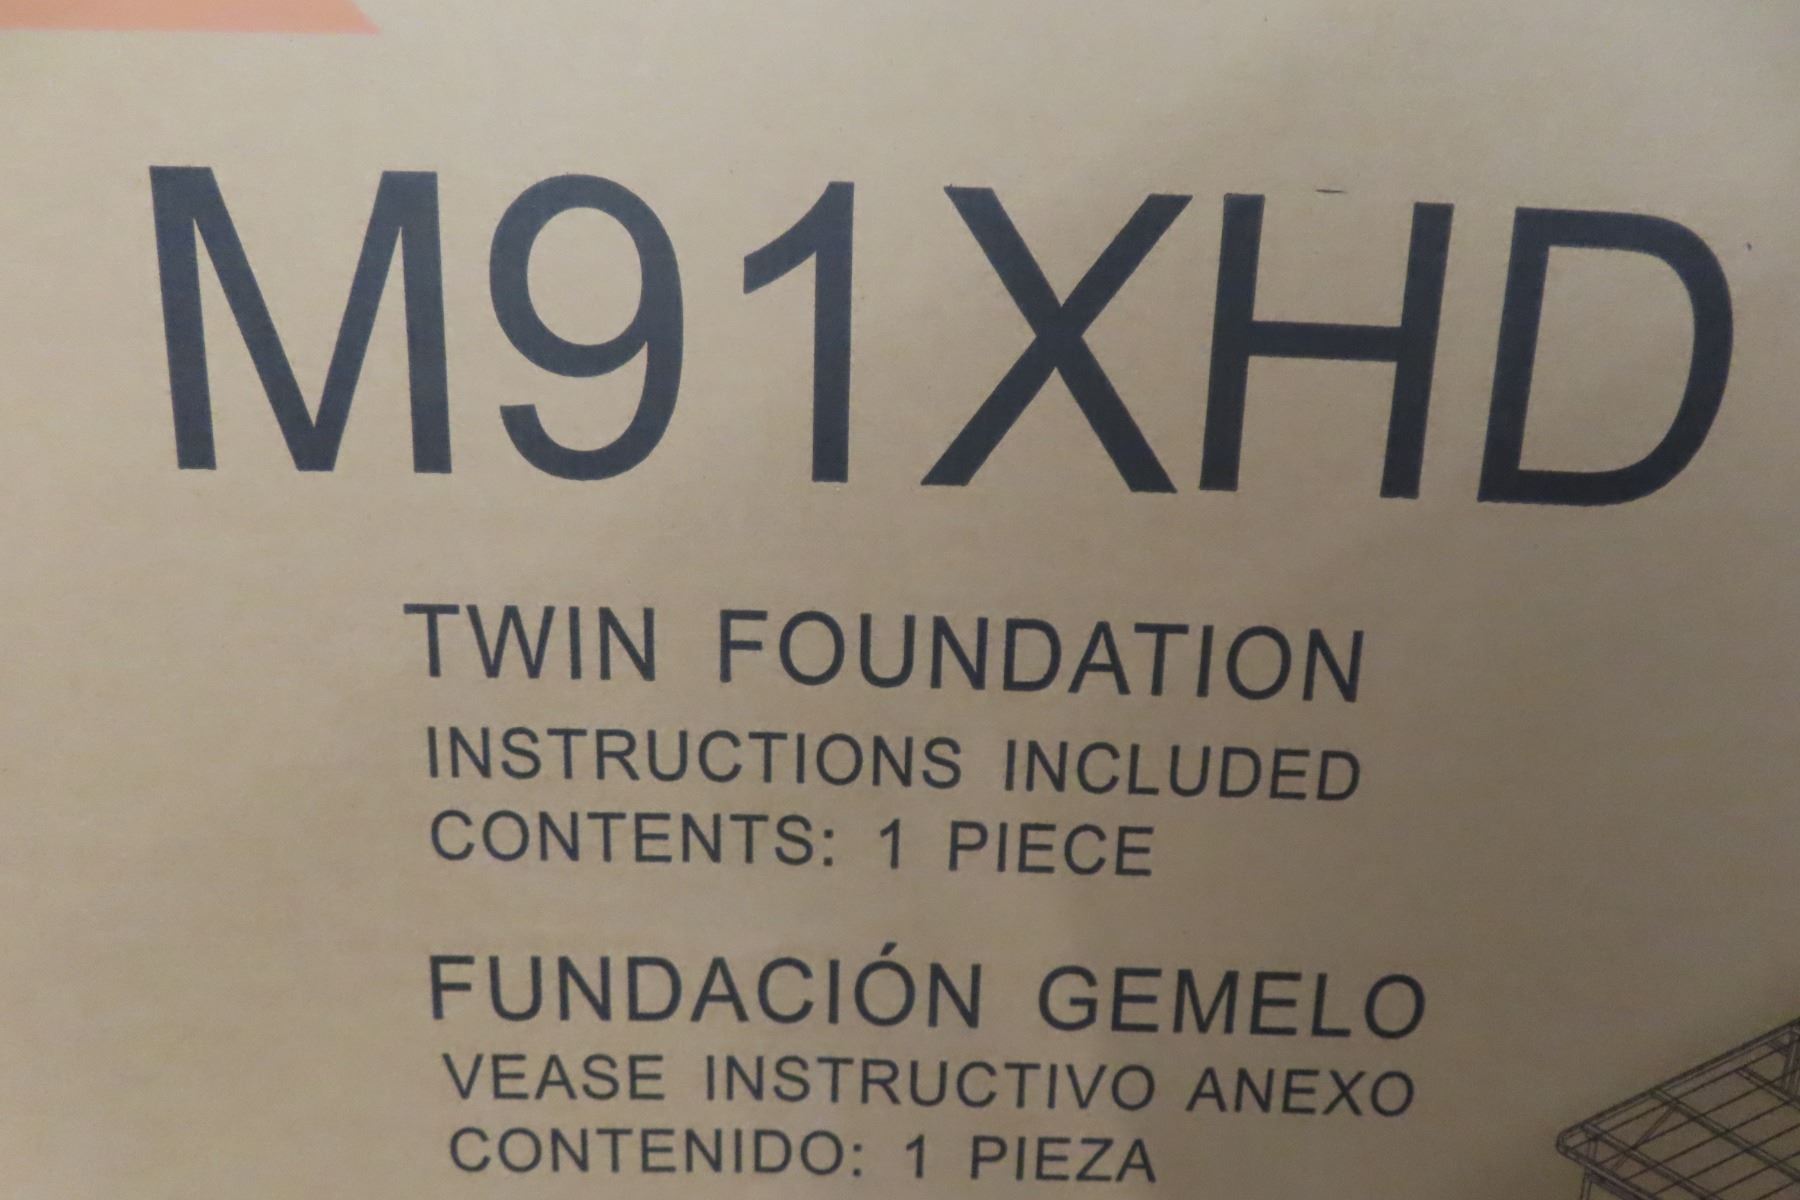 M91XHD
TWIN FOUNDATION
INSTRUCTIONS INCLUDED
CONTENTS: 1 PIECE
FUNDACIÓN GEMELO
VEASE INSTRUCTIVO ANEXO
CONTENIDO: 1 PIEZA